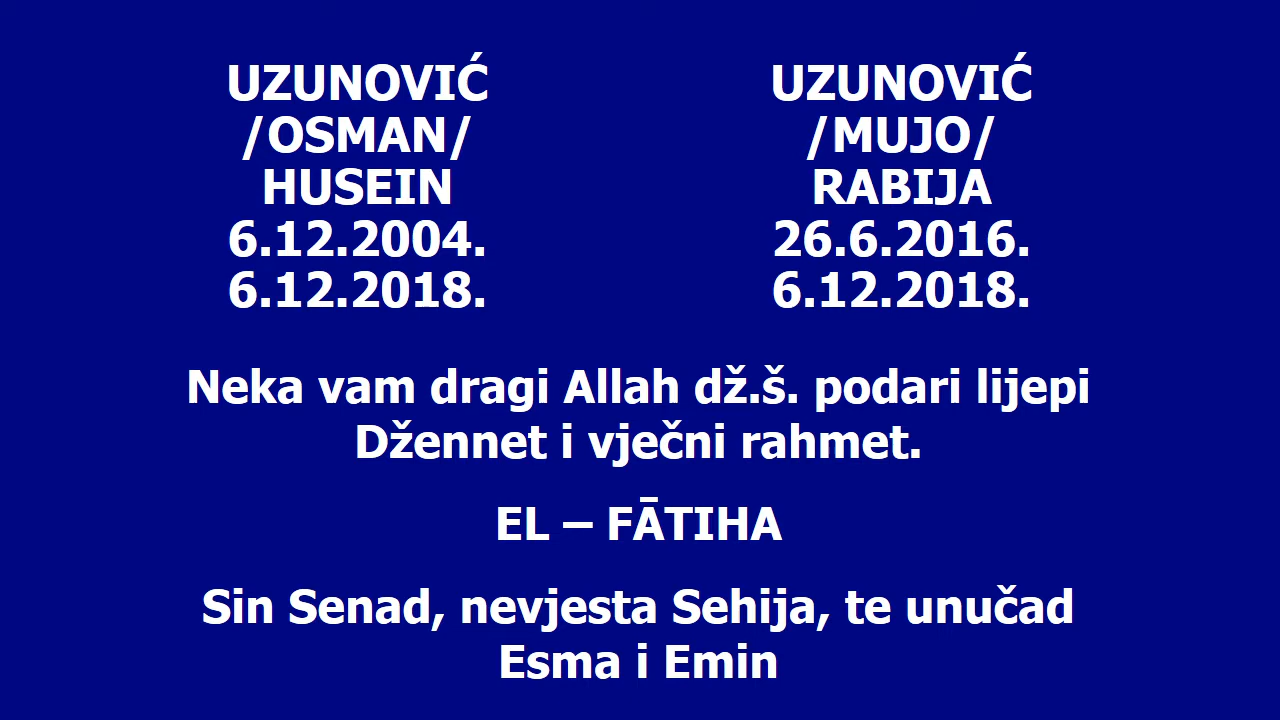 UZUNOVIĆ
/OSMAN/
HUSEIN
6.12.2004.
6.12.2018.
UZUNOVIĆ
/MUJO/
RABIJA
26.6.2016.
6.12.2018.
Neka vam dragi Allah dž.š. podari lijepi
Džennet i vječni rahmet.
EL – FĀTIHA
Sin Senad, nevjesta Sehija, te unučad
Esma i Emin